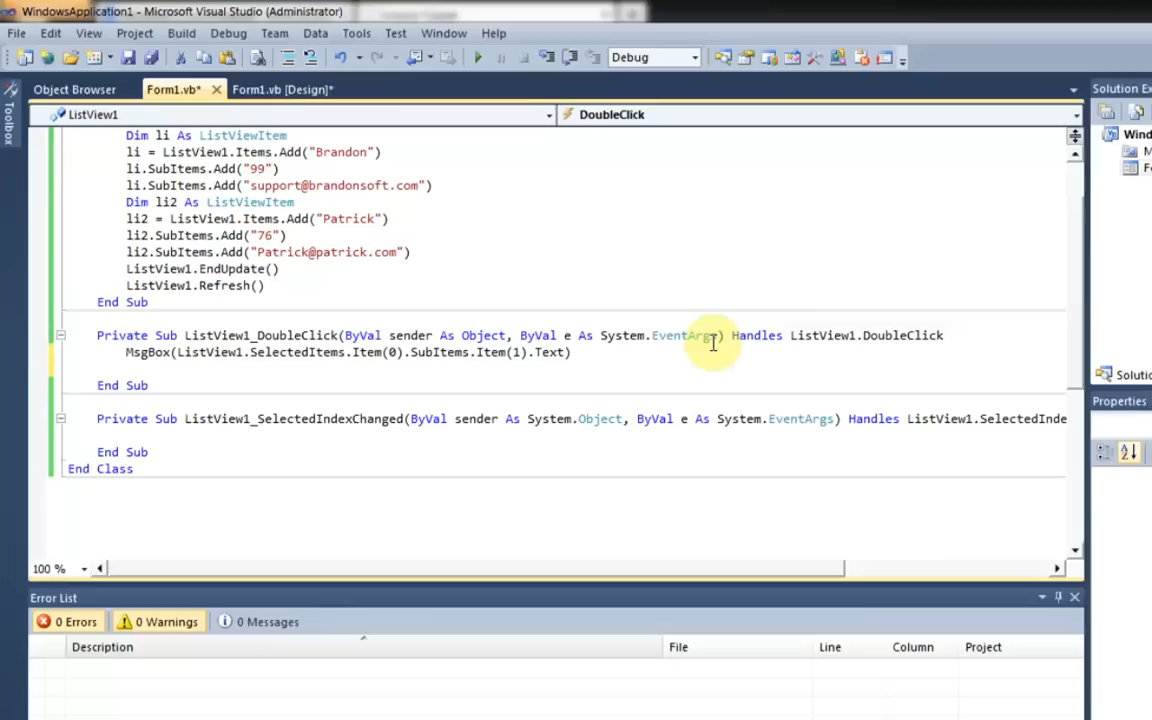 WindowsApplication1 - Microsoft Visual Studio (Administrator)
File Edit View Project Build Debug Team Data Tools Test Window Help
Debug
Toolbox
Object Browser Form1.vb* Form1.vb [Design]*
Solution Ex
ListView1 DoubleClick
Wind
M
Fo
Dim li As ListViewItem
li = ListView1.Items.Add("Brandon")
li.SubItems.Add("99")
li.SubItems.Add("support@brandonsoft.com")
Dim li2 As ListViewItem
li2 = ListView1.Items.Add("Patrick")
li2.SubItems.Add("76")
li2.SubItems.Add("Patrick@patrick.com")
ListView1.EndUpdate()
ListView1.Refresh()
End Sub
Private Sub ListView1_DoubleClick(ByVal sender As Object, ByVal e As System.EventArgs) Handles ListView1.DoubleClick
MsgBox(ListView1.SelectedItems.Item(0).SubItems.Item(1).Text)
End Sub
Private Sub ListView1_SelectedIndexChanged(ByVal sender As System.Object, ByVal e As System.EventArgs) Handles ListView1.SelectedInde
End Sub
End Class
Solutio
Properties
100 %
Error List
0 Errors 0 Warnings 0 Messages
Description File Line Column Project